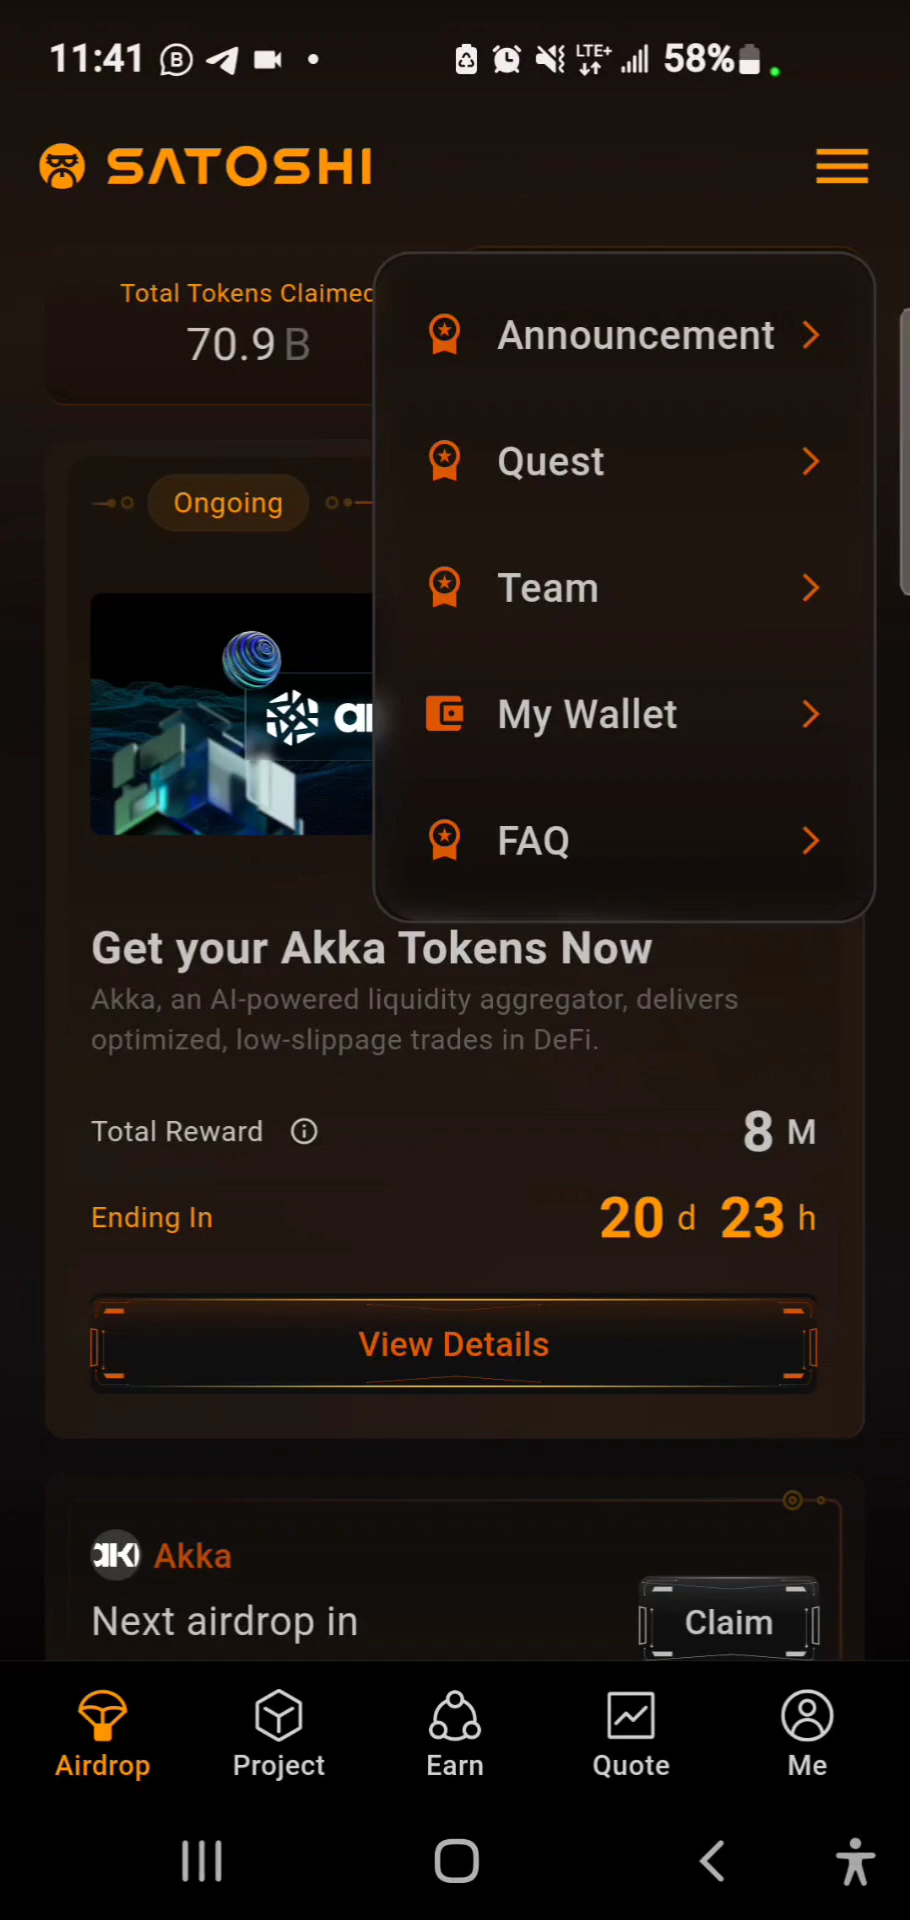 11:41
LTE+
58%
SATOSHI
Total Tokens Claimed
70.9 B
Announcement
Quest
Team
My Wallet
FAQ
Ongoing
Get your Akka Tokens Now
Akka, an AI-powered liquidity aggregator, delivers
optimized, low-slippage trades in DeFi.
Total Reward
8 M
Ending In
20 d 23 h
View Details
Akka
Next airdrop in
Claim
Airdrop
Project
Earn
Quote
Me